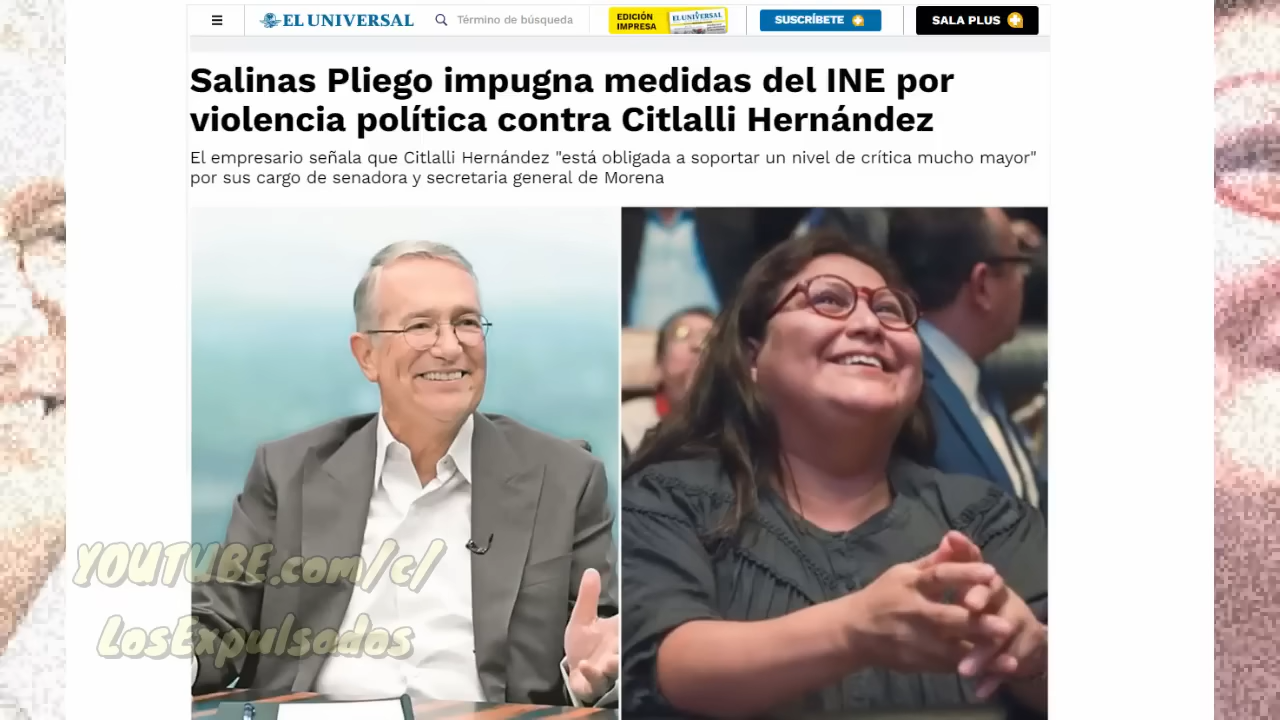 EL UNIVERSAL
Término de búsqueda
EDICIÓN
IMPRESA
EL UNIVERSAL
SUSCRÍBETE
SALA PLUS
Salinas Pliego impugna medidas del INE por
violencia política contra Citlalli Hernández
El empresario señala que Citlalli Hernández "está obligada a soportar un nivel de crítica mucho mayor"
por sus cargo de senadora y secretaria general de Morena
YOUTUBE.com/c/
LosExpulsados